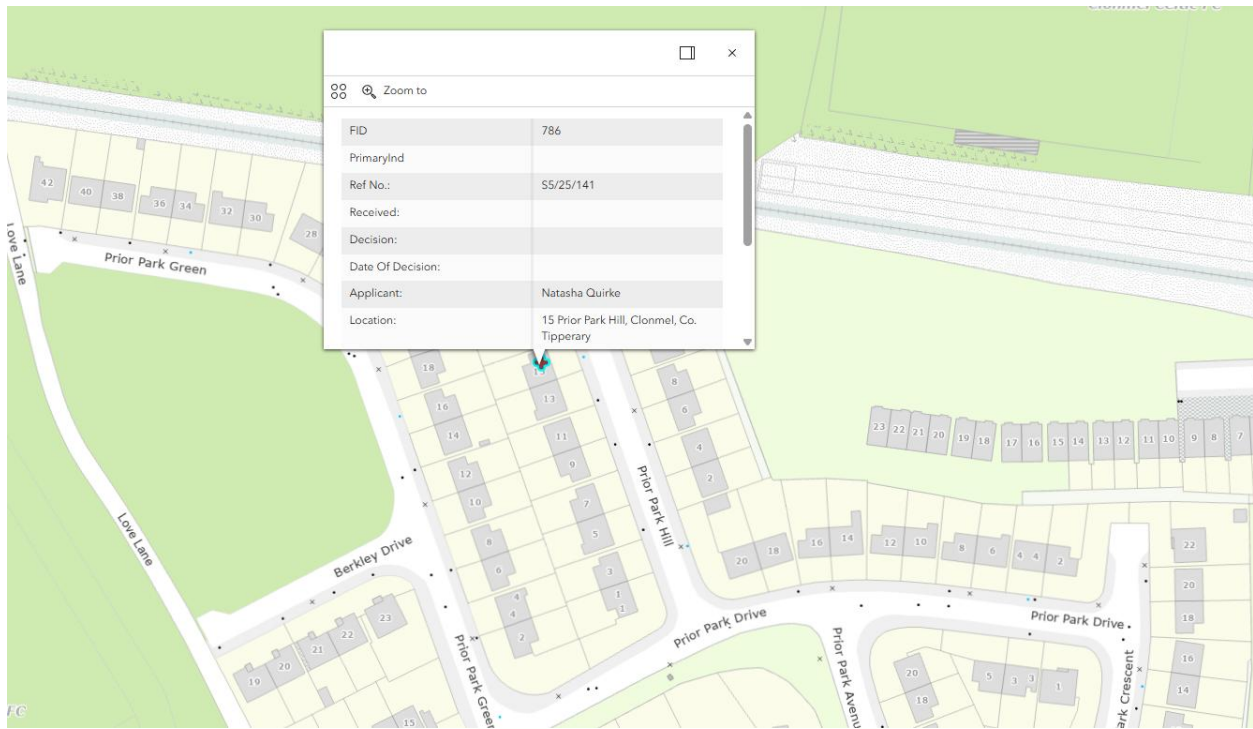 Zoom to
FID 786
PrimaryInd
Ref No.: S5/25/141
Received:
Decision:
Date Of Decision:
Applicant: Natasha Quirke
Location: 15 Prior Park Hill, Clonmel, Co.
Tipperary
42
40
38
36
34
32
30
28
Love Lane
Prior Park Green
18
16
14
12
10
8
6
4
4
2
13
11
9
7
5
3
1
1
8
6
4
2
Prior Park Hill
23 22 21 20 19 18 17 16 15 14 13 12 11 10 9 8 7
20 18 16 14 12 10 8 6 4 4 2
22
20
18
16
14
Love Lane
Berkley Drive
23
22
21
20
19
Prior Park Green
15
Prior Park Drive
Prior Park Drive
20
18
5 3 3 1
FC